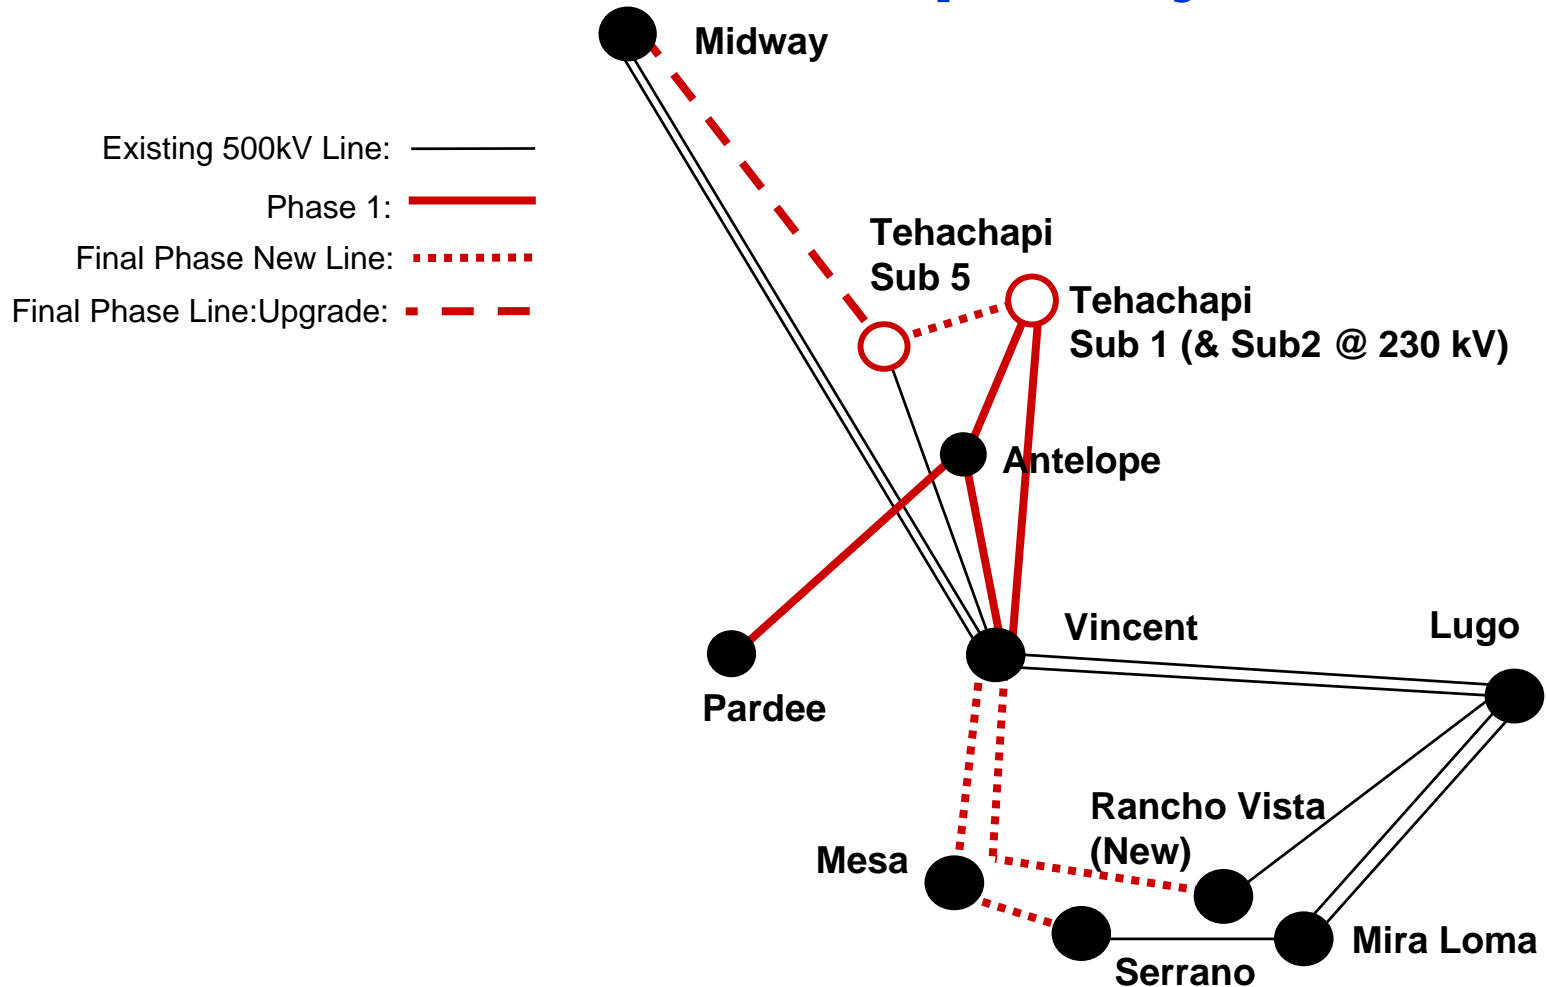 Midway
Existing 500kV Line:
Phase 1:
Final Phase New Line:
Final Phase Line:Upgrade:
Tehachapi
Sub 5
Tehachapi
Sub 1 (& Sub2 @ 230 kV)
Antelope
Vincent
Lugo
Pardee
Rancho Vista
(New)
Mesa
Mira Loma
Serrano